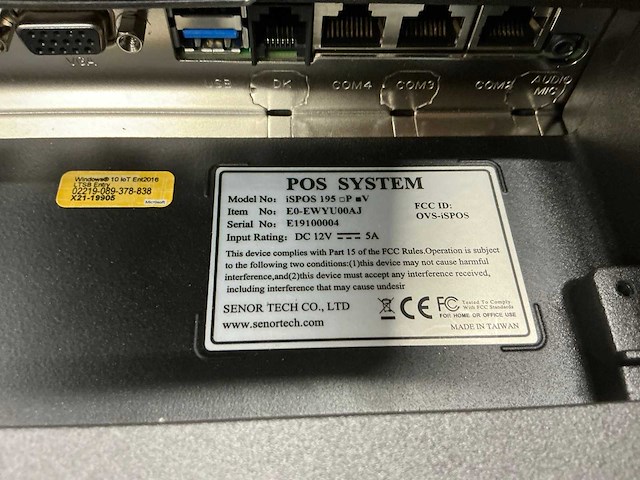 VGA
USB
DK
COM4
COM3
COM2
AUDIO
MIC
Windows® 10 IoT Ent2016
LTSB Entry
02219-089-378-838
X21-19905
Microsoft
POS SYSTEM
Model No: iSPOS 195 □P ■V
Item No: E0-EWYU00AJ
Serial No: E19100004
Input Rating: DC 12V ⎓ 5A
FCC ID:
OVS-iSPOS
This device complies with Part 15 of the FCC Rules.Operation is subject
to the following two conditions:(1)this device may not cause harmful
interference,and(2)this device must accept any interference received,
including interference that may cause undesir
SENOR TECH CO., LTD
www.senortech.com
CE
FC
Tested To Comply
With FCC Standards
FOR HOME OR OFFICE USE
MADE IN TAIWAN